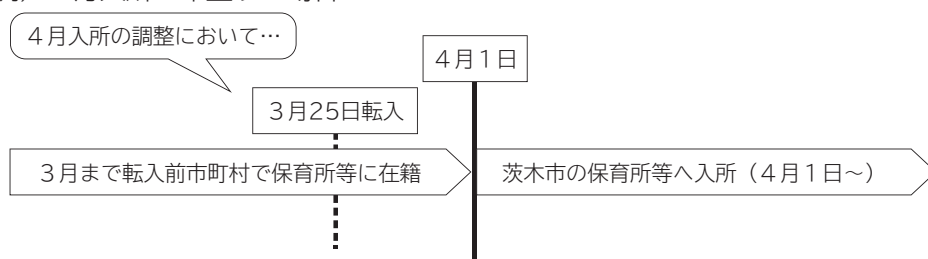 ４月入所の調整において…
４月１日
３月25日転入
３月まで転入前市町村で保育所等に在籍
茨木市の保育所等へ入所（４月１日～）